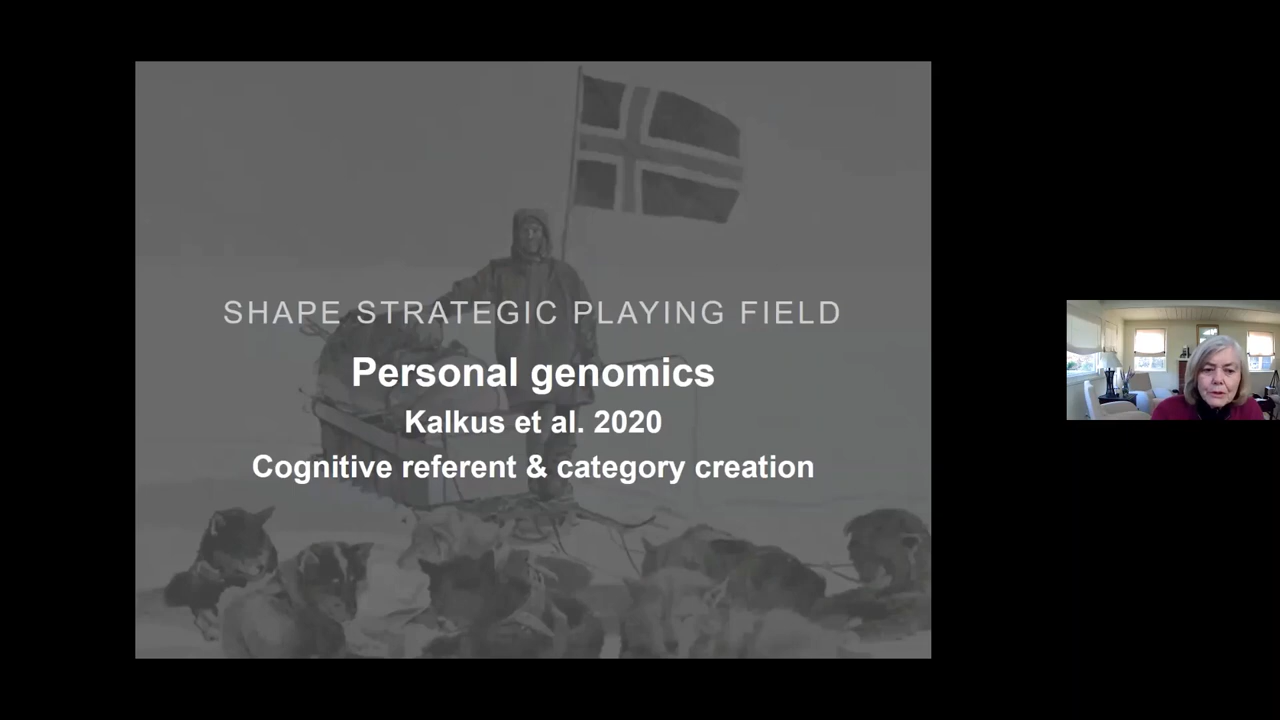 SHAPE STRATEGIC PLAYING FIELD
Personal genomics
Kalkus et al. 2020
Cognitive referent & category creation